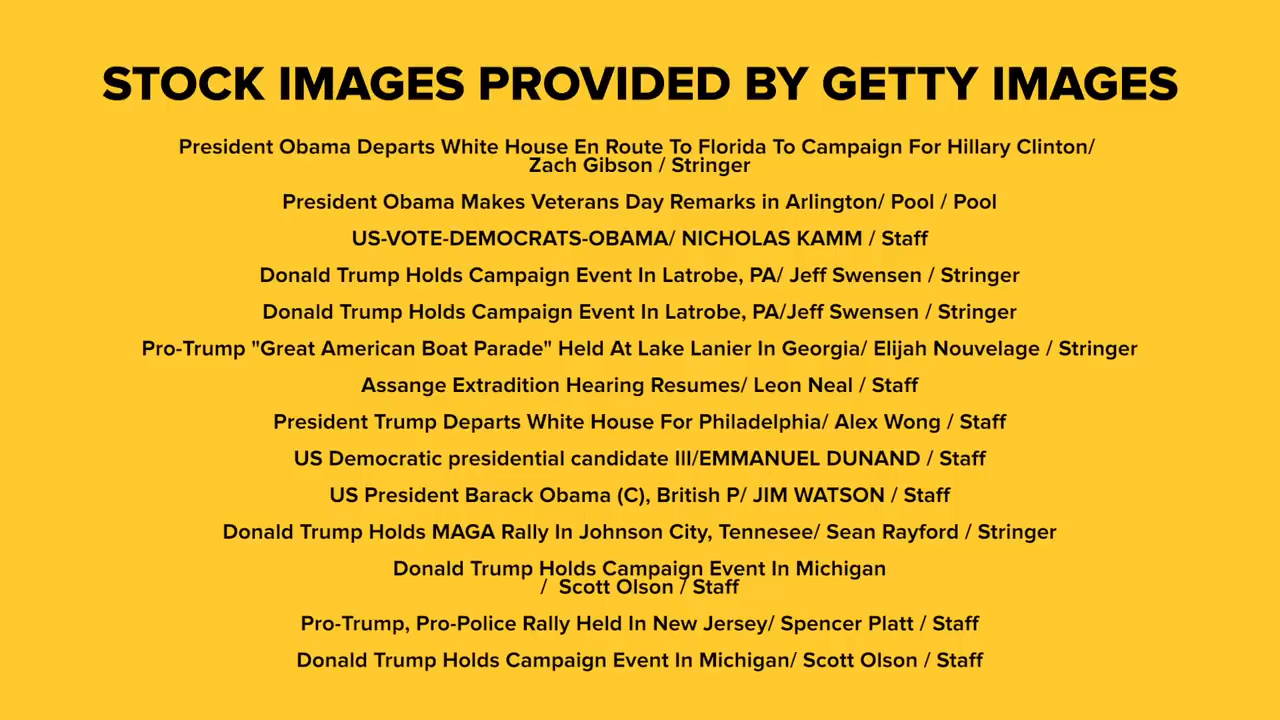 STOCK IMAGES PROVIDED BY GETTY IMAGES
President Obama Departs White House En Route To Florida To Campaign For Hillary Clinton/
Zach Gibson / Stringer
President Obama Makes Veterans Day Remarks in Arlington/ Pool / Pool
US-VOTE-DEMOCRATS-OBAMA/ NICHOLAS KAMM / Staff
Donald Trump Holds Campaign Event In Latrobe, PA/ Jeff Swensen / Stringer
Donald Trump Holds Campaign Event In Latrobe, PA/Jeff Swensen / Stringer
Pro-Trump "Great American Boat Parade" Held At Lake Lanier In Georgia/ Elijah Nouvelage / Stringer
Assange Extradition Hearing Resumes/ Leon Neal / Staff
President Trump Departs White House For Philadelphia/ Alex Wong / Staff
US Democratic presidential candidate Ill/EMMANUEL DUNAND / Staff
US President Barack Obama (C), British P/ JIM WATSON / Staff
Donald Trump Holds MAGA Rally In Johnson City, Tennesee/ Sean Rayford / Stringer
Donald Trump Holds Campaign Event In Michigan
/ Scott Olson / Staff
Pro-Trump, Pro-Police Rally Held In New Jersey/ Spencer Platt / Staff
Donald Trump Holds Campaign Event In Michigan/ Scott Olson / Staff